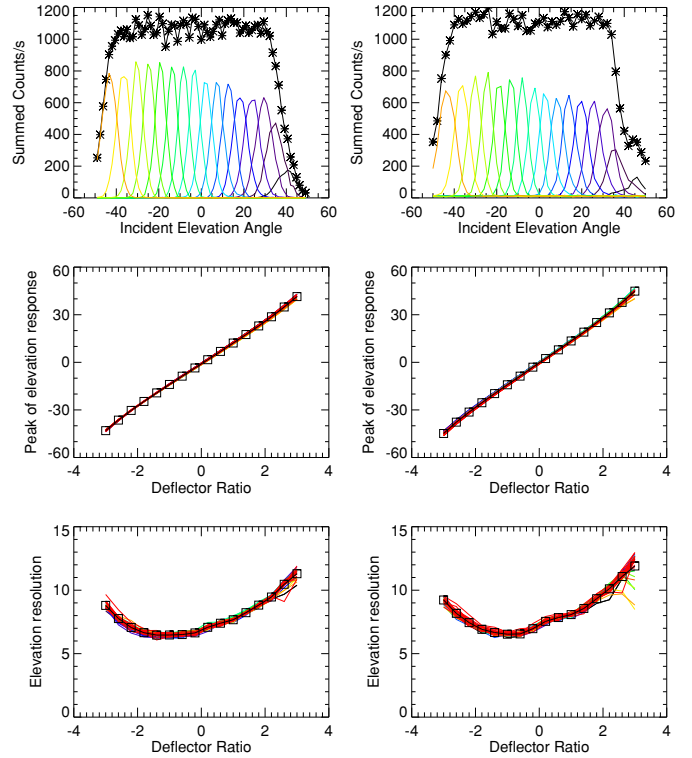 1200
1000
800
600
400
200
0
Summed Counts/s
-60 -40 -20 0 20 40 60
Incident Elevation Angle
1200
1000
800
600
400
200
0
Summed Counts/s
-60 -40 -20 0 20 40 60
Incident Elevation Angle
60
30
0
-30
-60
Peak of elevation response
-4 -2 0 2 4
Deflector Ratio
60
30
0
-30
-60
Peak of elevation response
-4 -2 0 2 4
Deflector Ratio
15
10
5
0
Elevation resolution
-4 -2 0 2 4
Deflector Ratio
15
10
5
0
Elevation resolution
-4 -2 0 2 4
Deflector Ratio